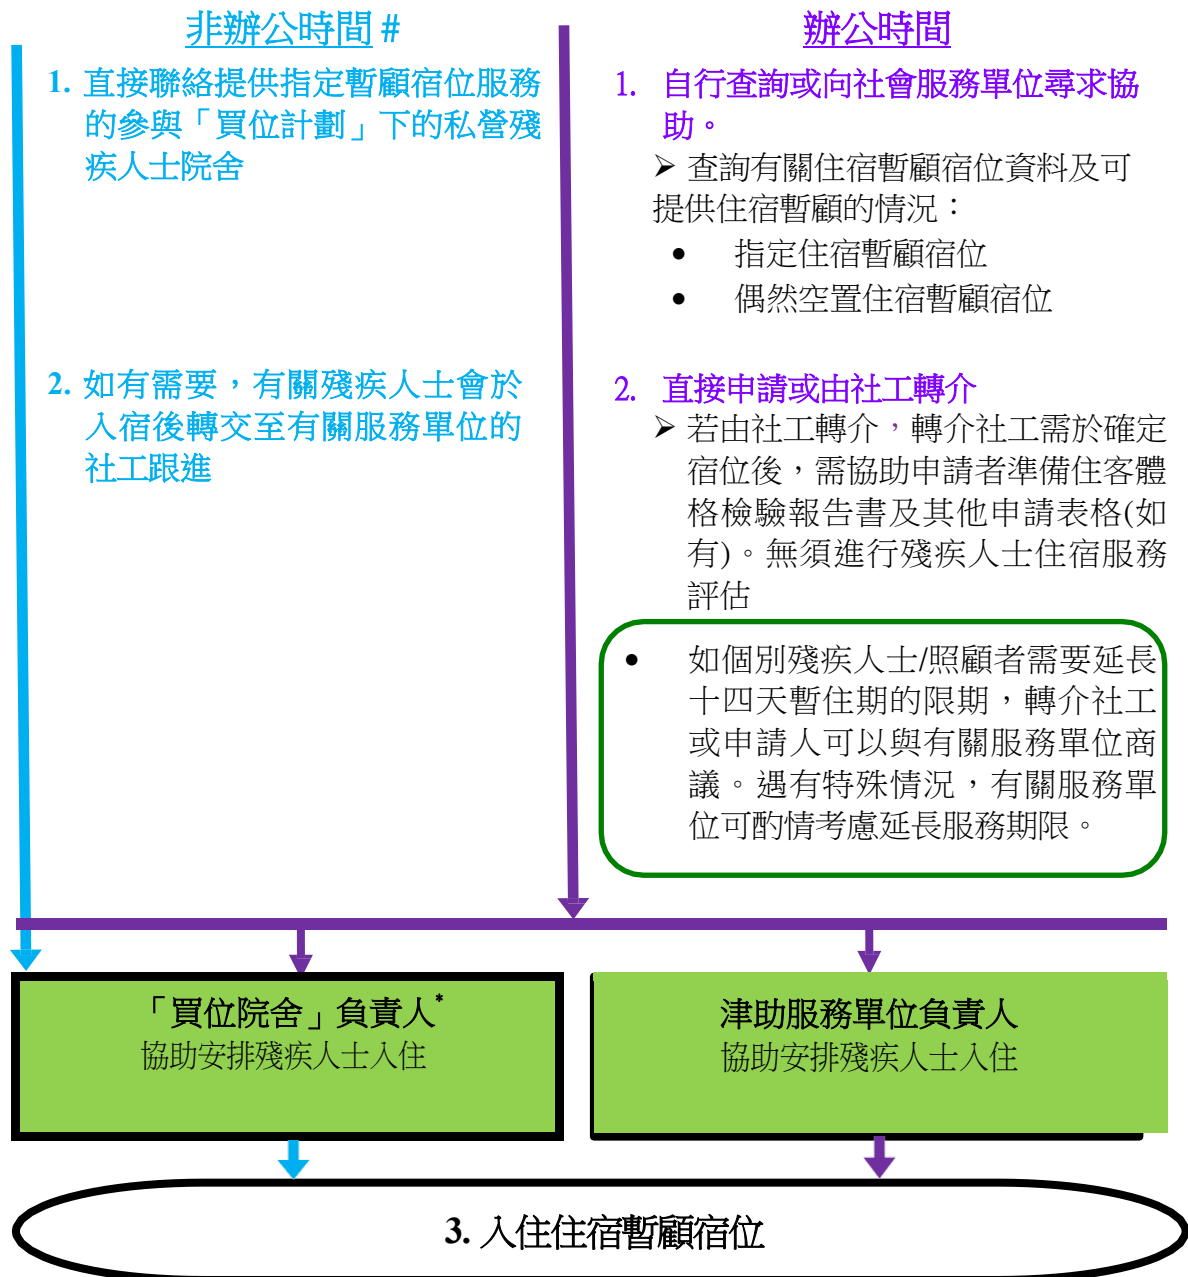 非辦公時間 #
1. 直接聯絡提供指定暫顧宿位服務
的參與「買位計劃」下的私營殘
疾人士院舍
2. 如有需要，有關殘疾人士會於
入宿後轉交至有關服務單位的
社工跟進
辦公時間
1. 自行查詢或向社會服務單位尋求協
助。
➢ 查詢有關住宿暫顧宿位資料及可
提供住宿暫顧的情況：
• 指定住宿暫顧宿位
• 偶然空置住宿暫顧宿位
2. 直接申請或由社工轉介
➢ 若由社工轉介，轉介社工需於確定
宿位後，需協助申請者準備住客體
格檢驗報告書及其他申請表格(如
有)。無須進行殘疾人士住宿服務
評估
• 如個別殘疾人士/照顧者需要延長
十四天暫住期的限期，轉介社工
或申請人可以與有關服務單位商
議。遇有特殊情況，有關服務單
位可酌情考慮延長服務期限。
「買位院舍」負責人*
協助安排殘疾人士入住
津助服務單位負責人
協助安排殘疾人士入住
3. 入住住宿暫顧宿位